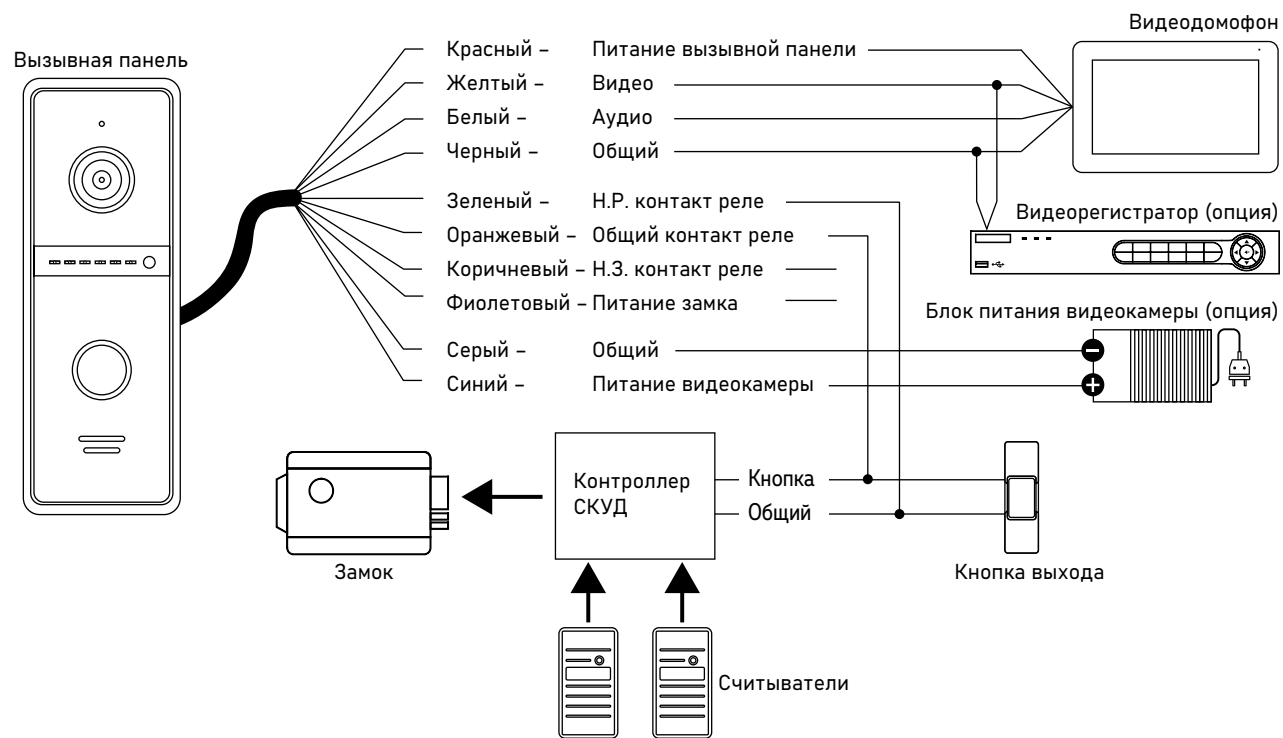 Видеодомофон
Вызывная панель
Красный – Питание вызывной панели
Желтый – Видео
Белый – Аудио
Черный – Общий
Зеленый – Н.Р. контакт реле
Оранжевый – Общий контакт реле
Коричневый – Н.З. контакт реле
Фиолетовый – Питание замка
Серый – Общий
Синий – Питание видеокамеры
Видеорегистратор (опция)
Блок питания видеокамеры (опция)
Контроллер
СКУД
Кнопка
Общий
Замок
Кнопка выхода
Считыватели